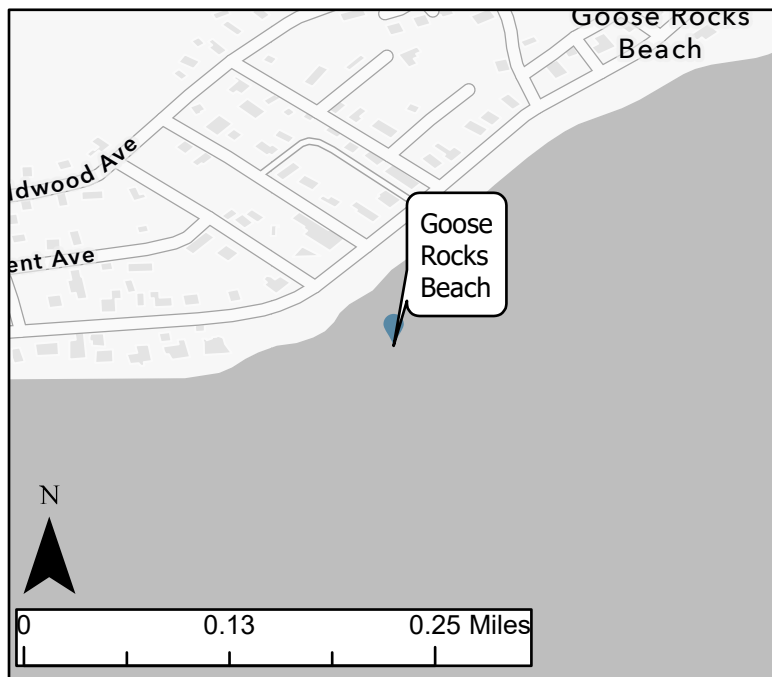 Goose Rocks
Beach
ldwood Ave
ent Ave
Goose
Rocks
Beach
N
0 0.13 0.25 Miles